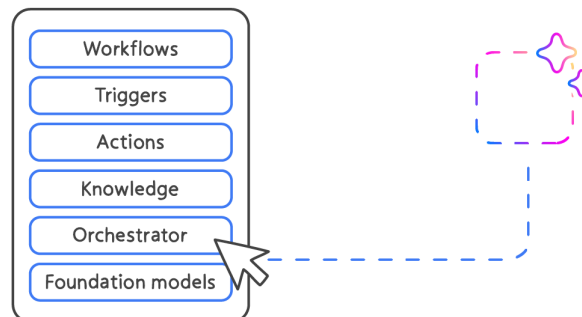 Workflows
Triggers
Actions
Knowledge
Orchestrator
Foundation models